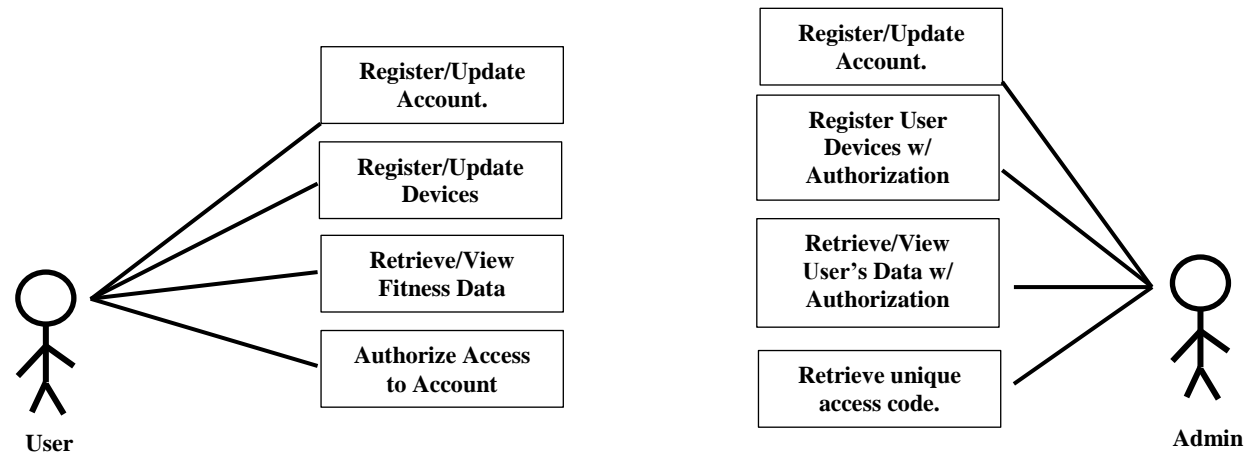 Register/Update
Account.
Register/Update
Devices
Retrieve/View
Fitness Data
Authorize Access
to Account
User
Register/Update
Account.
Register User
Devices w/
Authorization
Retrieve/View
User’s Data w/
Authorization
Retrieve unique
access code.
Admin